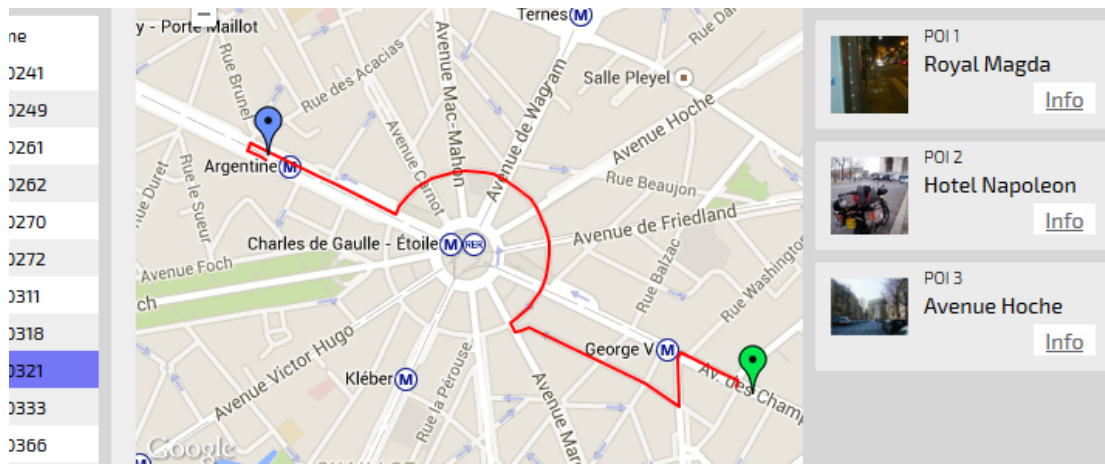 ne
0241
0249
0261
0262
0270
0272
0311
0318
0321
0333
0366
y - Porte Maillot
Ternes M
Rue Brunel
Rue des Acacias
Avenue Mac-Mahon
Avenue de Wagram
Salle Pleyel
Avenue Hoche
Argentine M
Avenue Carnot
Rue Beaujon
Rue le Sueur
Rue Duret
Charles de Gaulle - Étoile M RER
Avenue de Friedland
Avenue Foch
ch
Rue Balzac
Rue Washington
Avenue Victor Hugo
George V M
Kléber M
Rue la Pérouse
Av. des Champ
Avenue Marc
Google
M
POI 1
Royal Magda
Info
POI 2
Hotel Napoleon
Info
POI 3
Avenue Hoche
Info